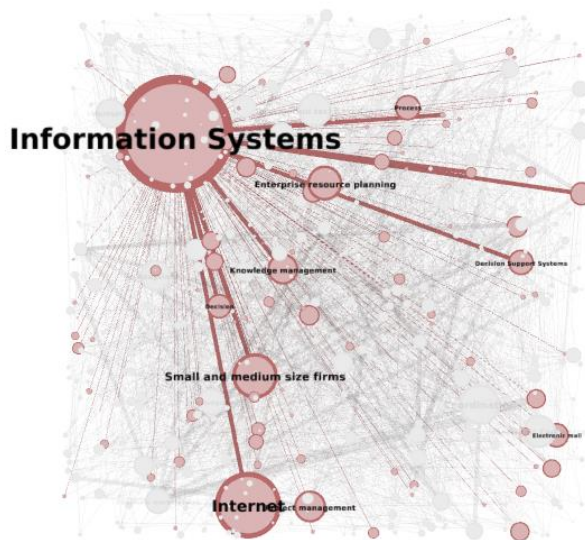 Process
Information Systems
Enterprise resource planning
Decision Support Systems
Knowledge management
Decision
Small and medium size firms
Electronic mail
Internet
management